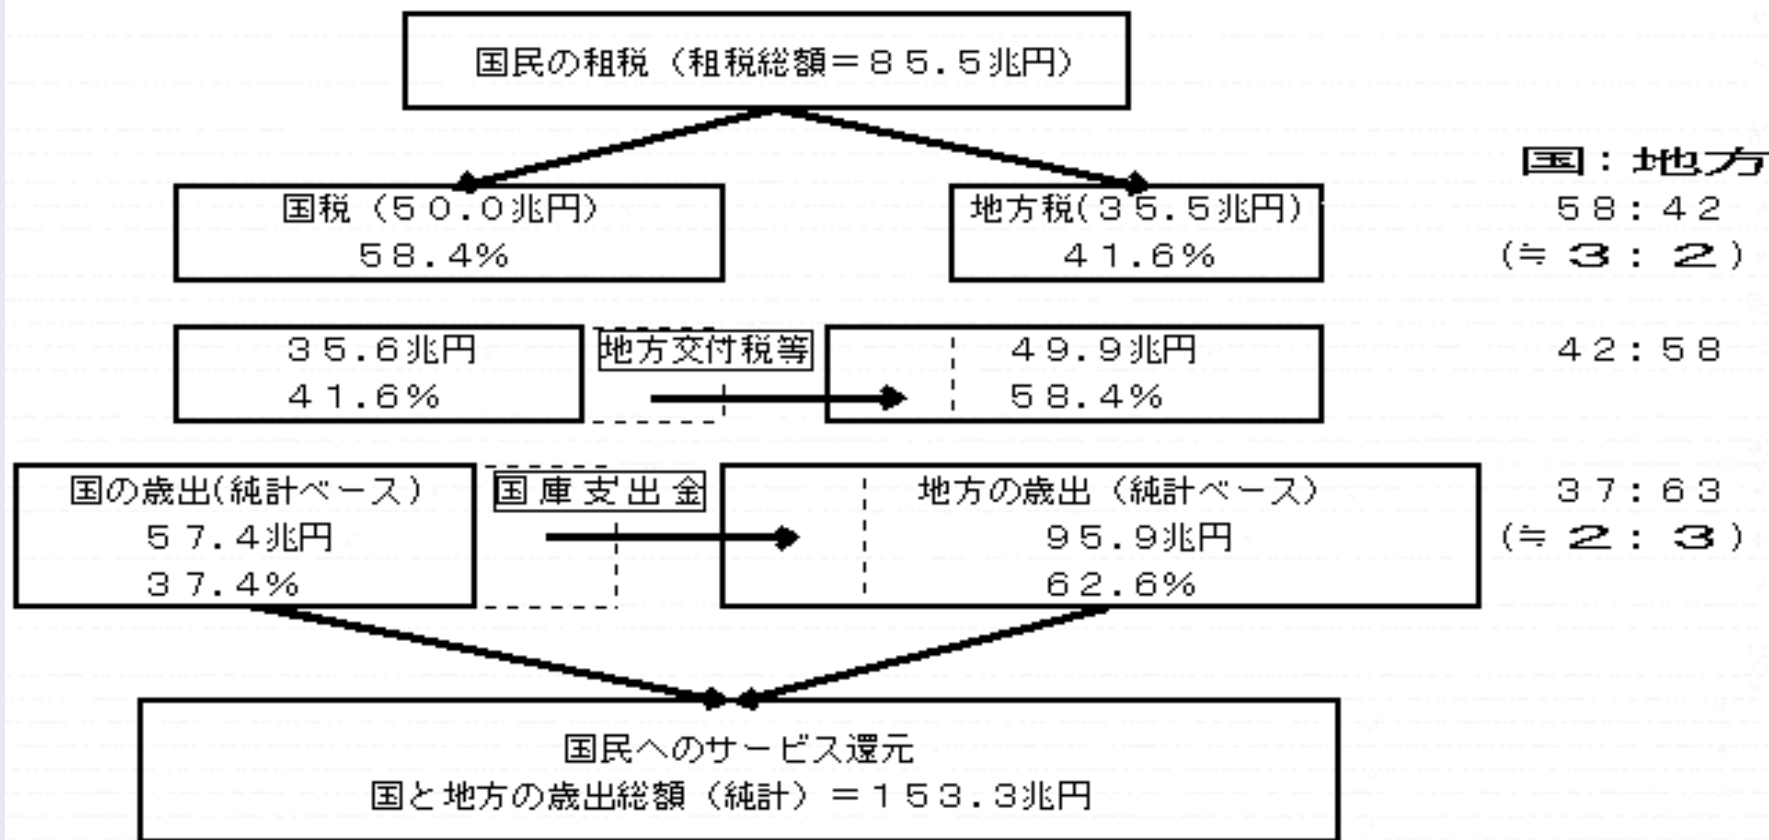 国民の租税（租税総額＝８５.５兆円）
国：地方
国税（５０.０兆円）
５８.４％
地方税(３５.５兆円)
４１.６％
５８：４２
(≒３：２)
３５.６兆円
４１.６％
地方交付税等
４９.９兆円
５８.４％
４２：５８
国の歳出(純計ベース)
５７.４兆円
３７.４％
国庫支出金
地方の歳出（純計ベース）
９５.９兆円
６２.６％
３７：６３
(≒２：３)
国民へのサービス還元
国と地方の歳出総額（純計）＝１５３.３兆円